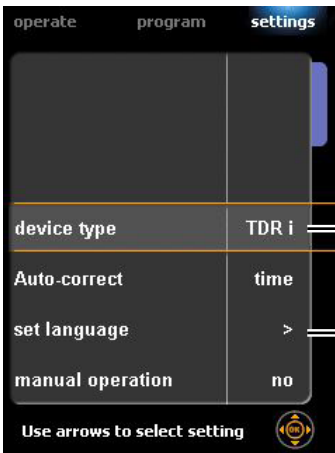 operate program settings
device type TDR i
Auto-correct time
set language >
manual operation no
Use arrows to select setting OK